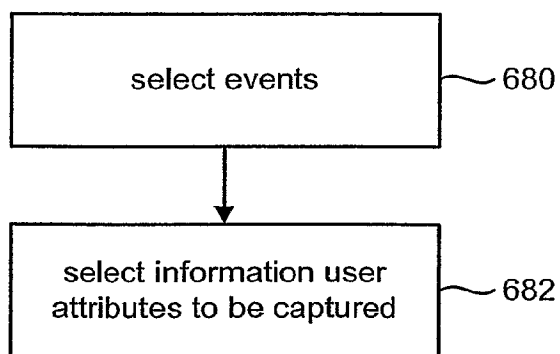 select events
680
select information user
attributes to be captured
682